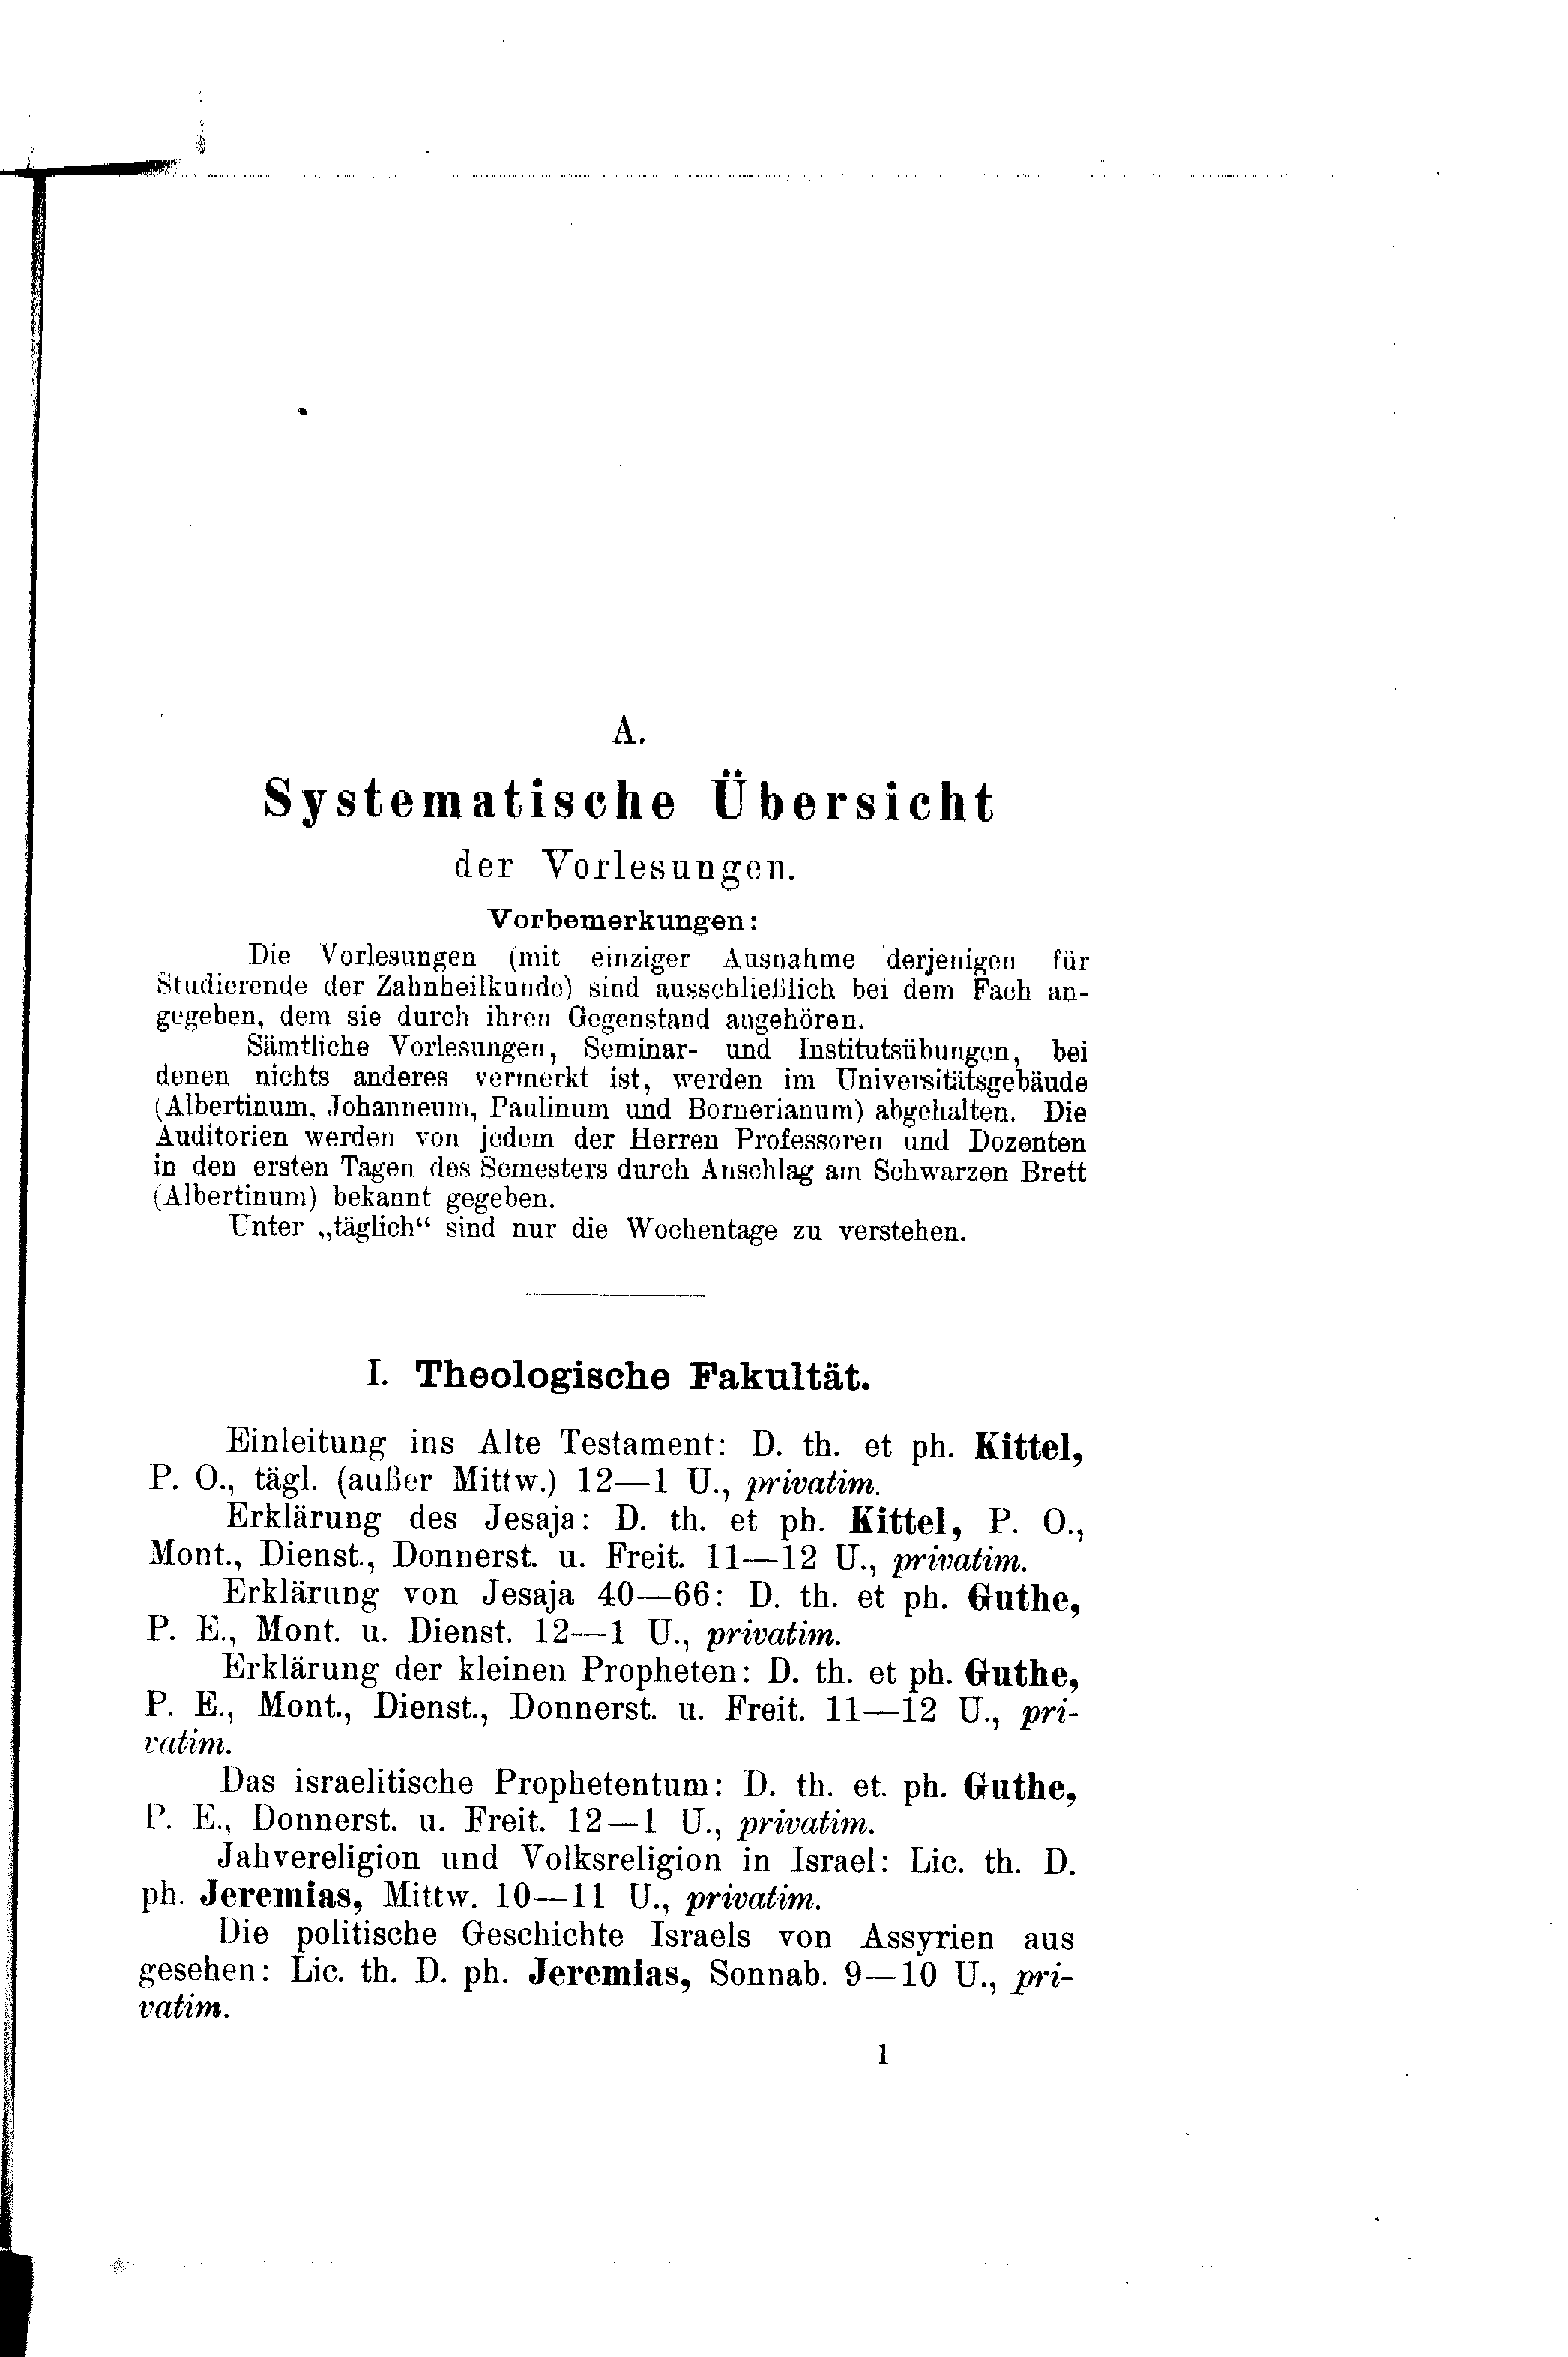 A.
Systematische Übersicht
der Vorlesungen.
Vorbemerkungen:
Die Vorlesungen (mit einziger Ausnahme derjenigen für
Studierende der Zahnheilkunde) sind ausschließlich bei dem Fach an-
gegeben, dem sie durch ihren Gegenstand angehören.
Sämtliche Vorlesungen, Seminar- und Institutsübungen, bei
denen nichts anderes vermerkt ist, werden im Universitätsgebäude
(Albertinum, Johanneum, Paulinum und Bornerianum) abgehalten. Die
Auditorien werden von jedem der Herren Professoren und Dozenten
in den ersten Tagen des Semesters durch Anschlag am Schwarzen Brett
(Albertinum) bekannt gegeben.
Unter „täglich“ sind nur die Wochentage zu verstehen.
I. Theologische Fakultät.
Einleitung ins Alte Testament: D. th. et ph. Kittel,
P. O., tägl. (außer Mittw.) 12—1 U., privatim.
Erklärung des Jesaja: D. th. et ph. Kittel, P. O.,
Mont., Dienst., Donnerst. u. Freit. 11—12 U., privatim.
Erklärung von Jesaja 40—66: D. th. et ph. Guthe,
P. E., Mont. u. Dienst. 12—1 U., privatim.
Erklärung der kleinen Propheten: D. th. et ph. Guthe,
P. E., Mont., Dienst., Donnerst. u. Freit. 11—12 U., pri-
vatim.
Das israelitische Prophetentum: D. th. et. ph. Guthe,
P. E., Donnerst. u. Freit. 12—1 U., privatim.
Jahvereligion und Volksreligion in Israel: Lic. th. D.
ph. Jeremias, Mittw. 10—11 U., privatim.
Die politische Geschichte Israels von Assyrien aus
gesehen: Lic. th. D. ph. Jeremias, Sonnab. 9—10 U., pri-
vatim.
1